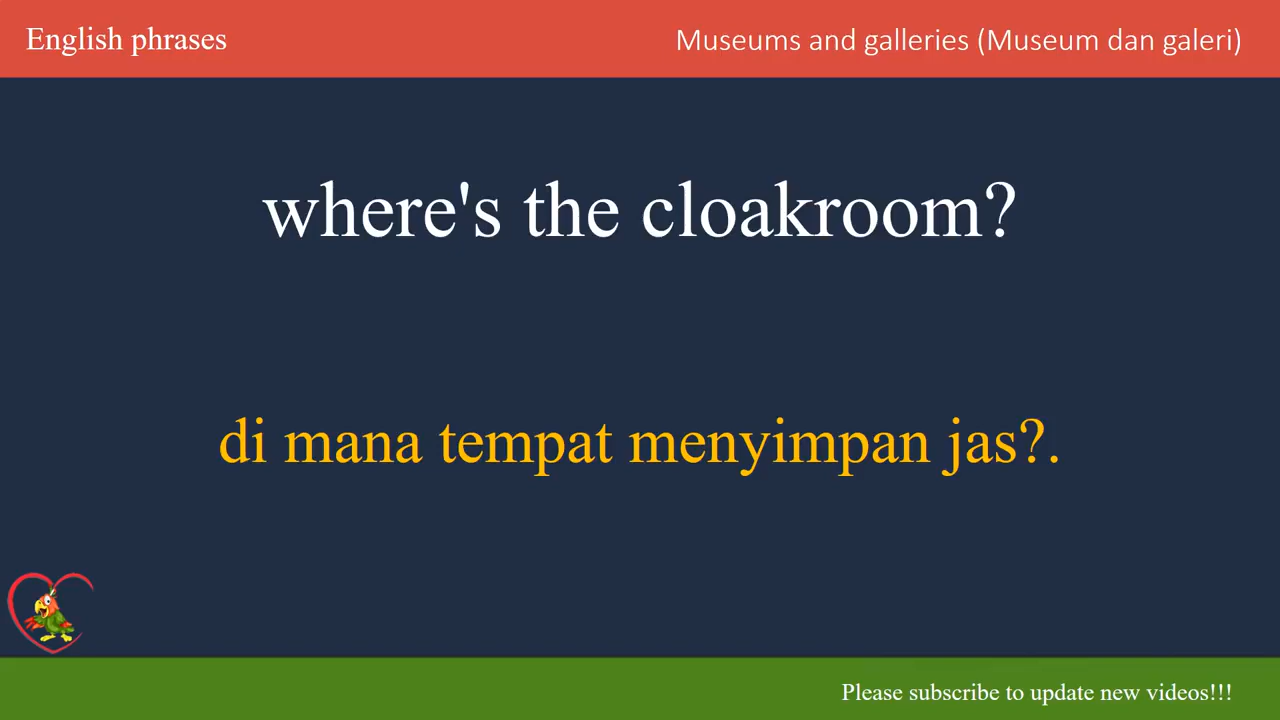 English phrases
Museums and galleries (Museum dan galeri)
where's the cloakroom?
di mana tempat menyimpan jas?.
Please subscribe to update new videos!!!